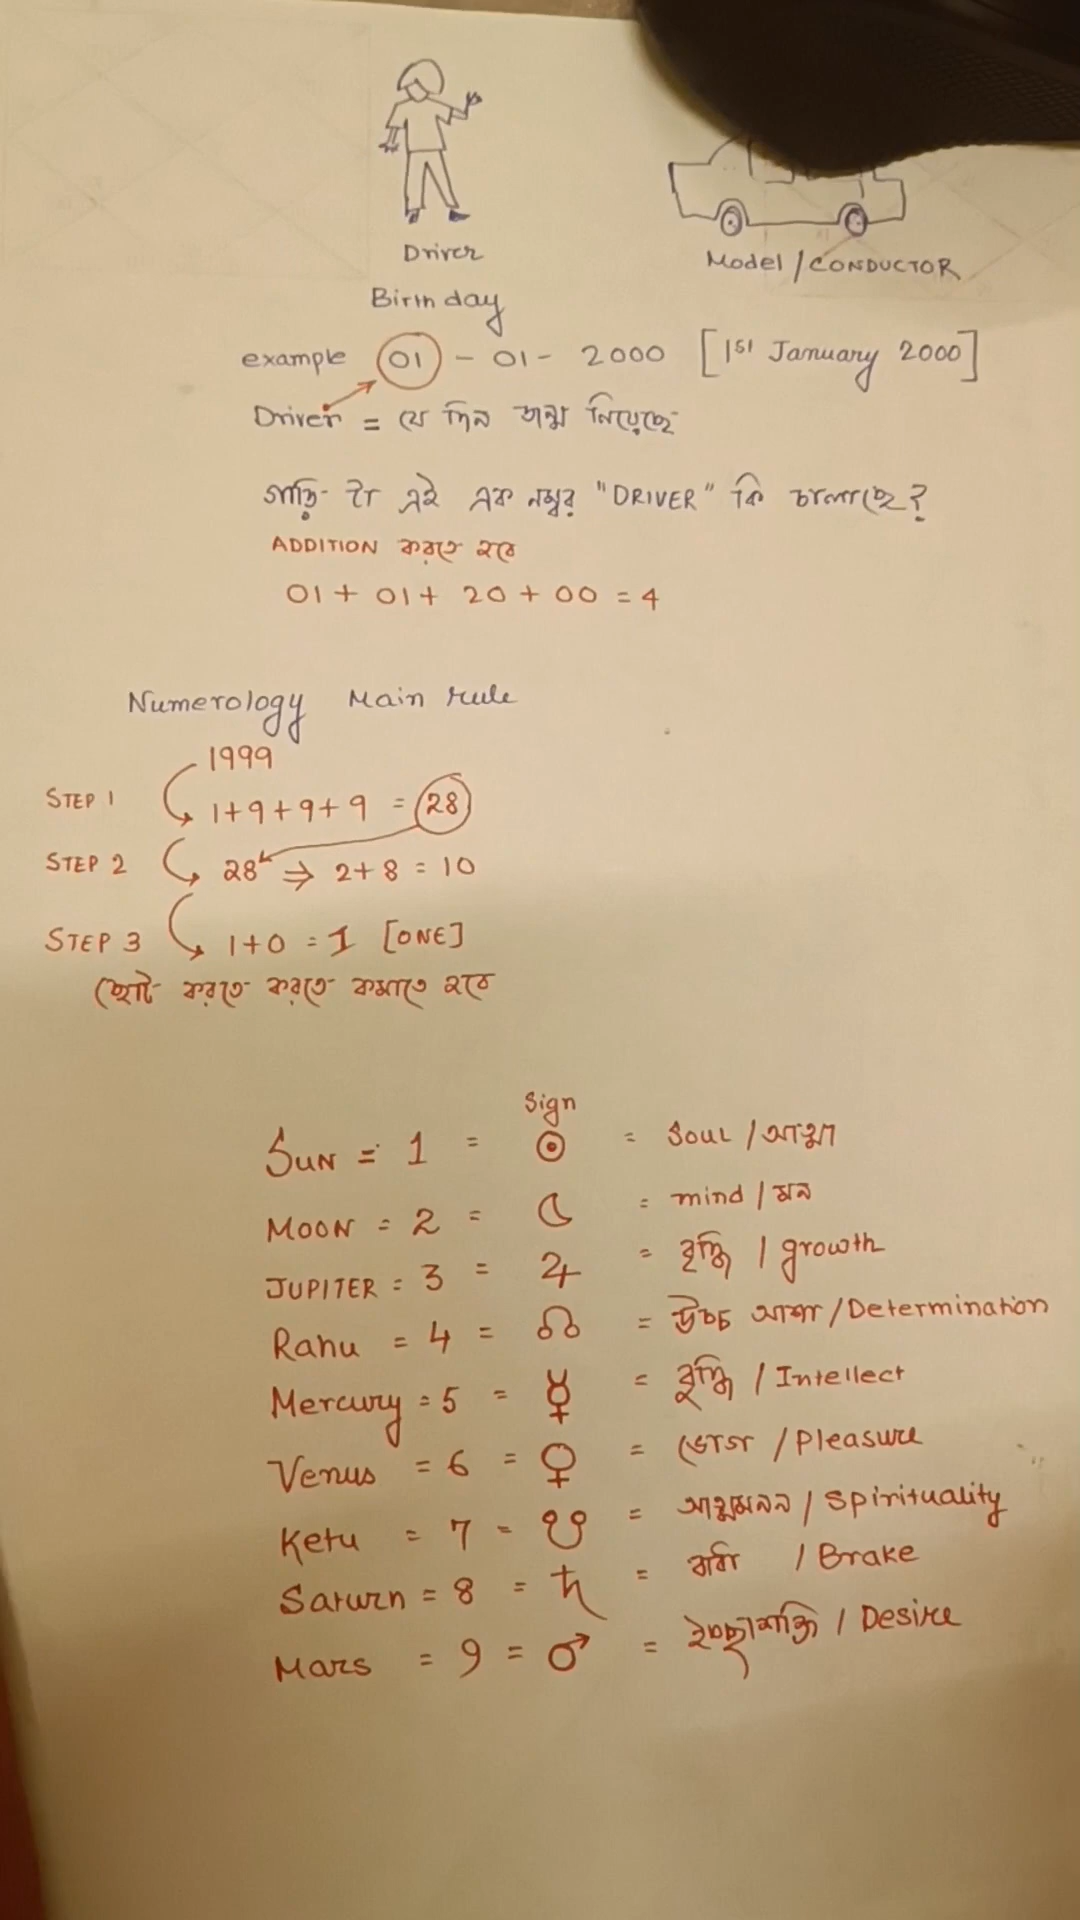 Driver
Model / CONDUCTOR
Birthday
example 01 - 01 - 2000 [1st January 2000]
Driver = যে দিন জন্ম নিয়েছে
গাড়ি টা এই এক নম্বর "DRIVER" কি চালাচ্ছে?
ADDITION করতে হবে
01 + 01 + 20 + 00 = 4
Numerology Main rule
1999
STEP 1 1+9+9+9 = 28
STEP 2 28 ⇒ 2+8 = 10
STEP 3 1+0 = 1 [ONE]
ছোট করতে করতে কমাতে হবে
Sign
SUN = 1 = ☉ = Soul / আত্মা
MOON = 2 = ☾ = mind / মন
JUPITER = 3 = ♃ = বৃদ্ধি / growth
Rahu = 4 = ☊ = উচ্চ আশা / Determination
Mercury = 5 = ☿ = বুদ্ধি / Intellect
Venus = 6 = ♀ = ভোগ / Pleasure
Ketu = 7 = ☋ = আত্মমনন / Spirituality
Saturn = 8 = ♄ = বাধা / Brake
Mars = 9 = ♂ = ইচ্ছাশক্তি / Desire